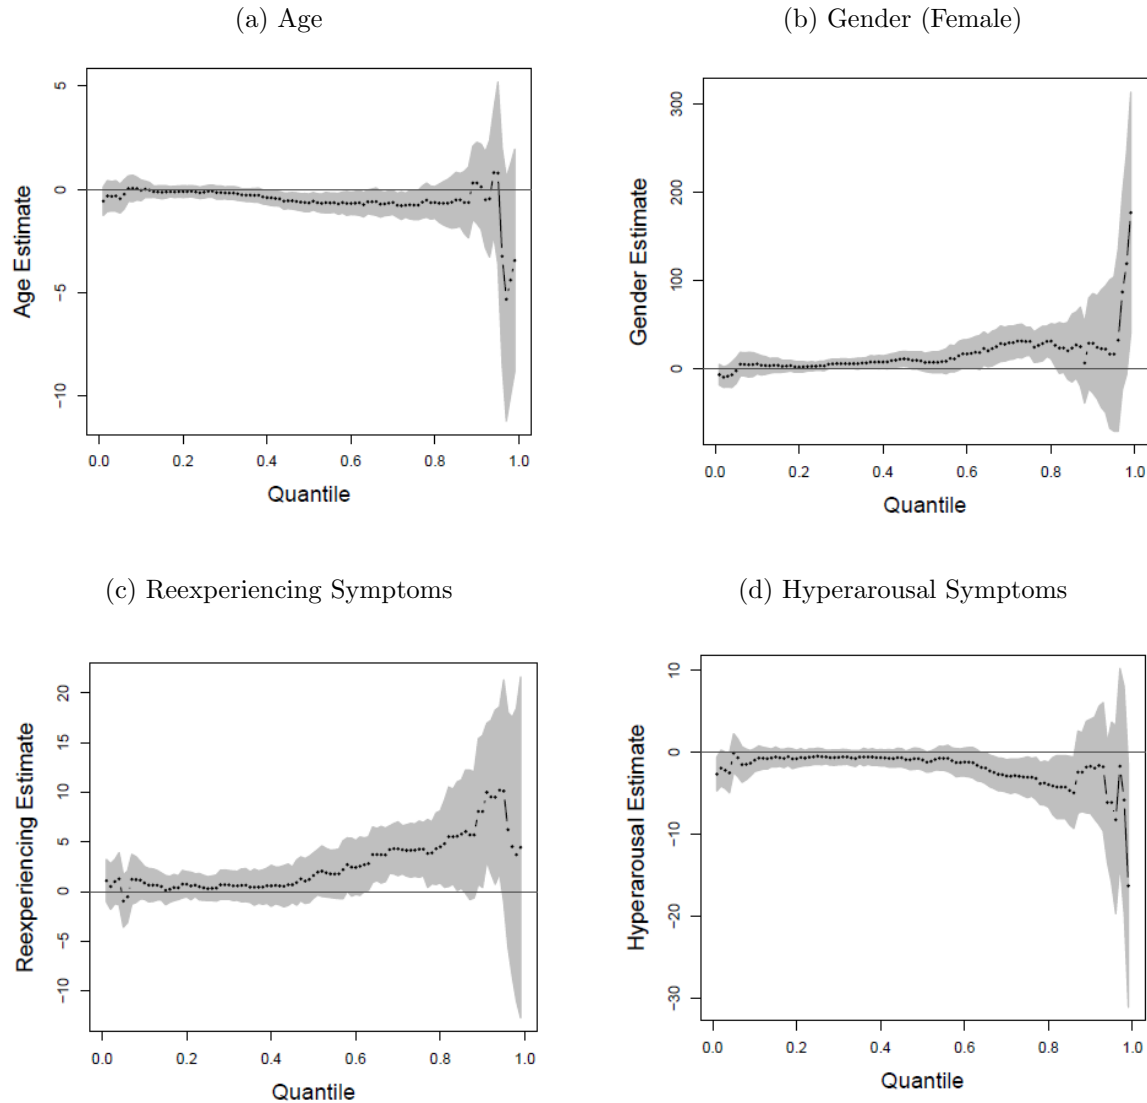 (a) Age
(b) Gender (Female)
Age Estimate
5
0
−5
−10
0.0 0.2 0.4 0.6 0.8 1.0
Quantile
Gender Estimate
300
200
100
0
0.0 0.2 0.4 0.6 0.8 1.0
Quantile
(c) Reexperiencing Symptoms
(d) Hyperarousal Symptoms
Reexperiencing Estimate
20
15
10
5
0
−5
−10
0.0 0.2 0.4 0.6 0.8 1.0
Quantile
Hyperarousal Estimate
10
0
−10
−20
−30
0.0 0.2 0.4 0.6 0.8 1.0
Quantile